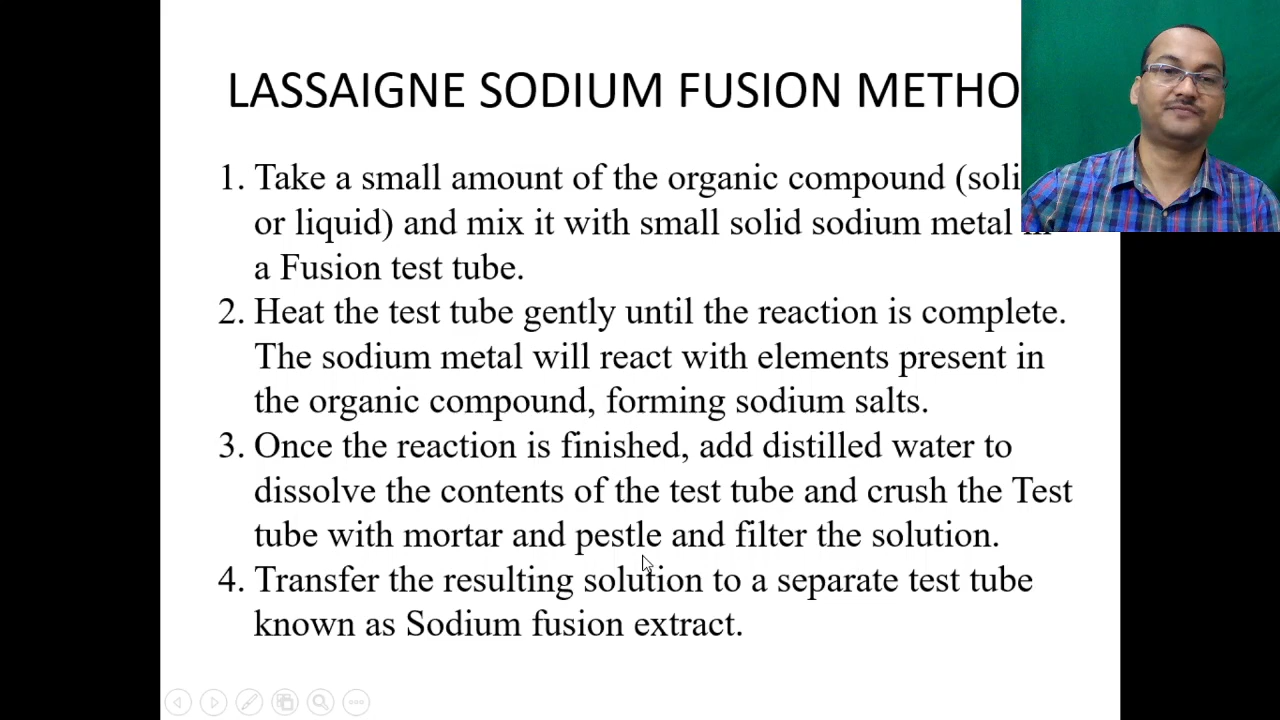 LASSAIGNE SODIUM FUSION METHO
1. Take a small amount of the organic compound (soli
or liquid) and mix it with small solid sodium metal
a Fusion test tube.
2. Heat the test tube gently until the reaction is complete.
The sodium metal will react with elements present in
the organic compound, forming sodium salts.
3. Once the reaction is finished, add distilled water to
dissolve the contents of the test tube and crush the Test
tube with mortar and pestle and filter the solution.
4. Transfer the resulting solution to a separate test tube
known as Sodium fusion extract.